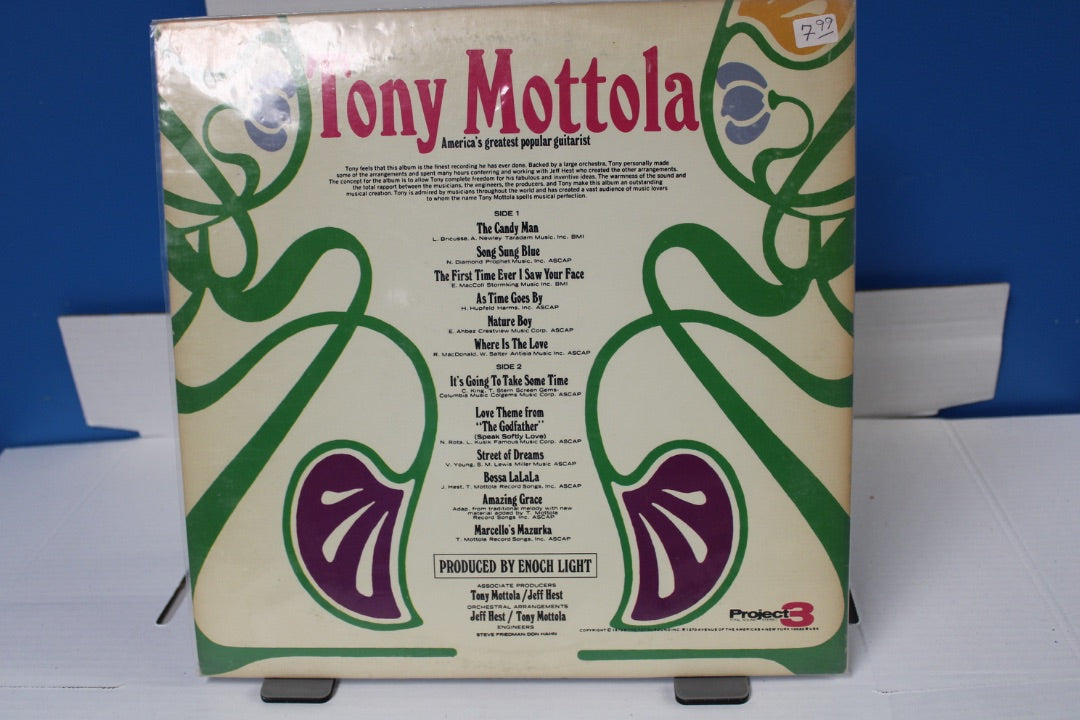 7.99
Tony Mottola
America's greatest popular guitarist
Tony feels that this album is the finest recording he has ever done. Backed by a large orchestra, Tony personally made
some of the arrangements and spent many hours conferring and working with Jeff Hest who created the other arrangements.
The concept for the album is to allow Tony complete freedom for his fabulous and inventive ideas. The warmness of the sound and
the total rapport between the musicians, the engineers, the producers, and Tony make this album an outstanding
musical creation. Tony is admired by musicians throughout the world and has created a vast audience of music lovers
to whom the name Tony Mottola spells musical perfection.
SIDE 1
The Candy Man
L. Bricusse, A. Newley Taradam Music, Inc. BMI
Song Sung Blue
N. Diamond Prophet Music, Inc. ASCAP
The First Time Ever I Saw Your Face
E. MacColl Stormking Music Inc. BMI
As Time Goes By
H. Hupfeld Harms, Inc. ASCAP
Nature Boy
E. Ahbez Crestview Music Corp. ASCAP
Where Is The Love
R. MacDonald, W. Salter Antisia Music Inc. ASCAP
SIDE 2
It's Going To Take Some Time
C. King, T. Stern Screen Gems-
Columbia Music Colgems Music Corp. ASCAP
Love Theme from
"The Godfather"
(Speak Softly Love)
N. Rota, L. Kusik Famous Music Corp. ASCAP
Street of Dreams
V. Young, S. M. Lewis Miller Music ASCAP
Bossa LaLaLa
J. Hest, T. Mottola Record Songs, Inc. ASCAP
Amazing Grace
Adap. from traditional melody with new
material added by T. Mottola
Record Songs Inc. ASCAP
Marcello's Mazurka
T. Mottola Record Songs, Inc. ASCAP
PRODUCED BY ENOCH LIGHT
ASSOCIATE PRODUCERS
Tony Mottola / Jeff Hest
ORCHESTRAL ARRANGEMENTS
Jeff Hest / Tony Mottola
ENGINEERS
STEVE FRIEDMAN, DON HAHN
Project 3
COPYRIGHT © AVENUE OF THE AMERICAS • NEW YORK • USA